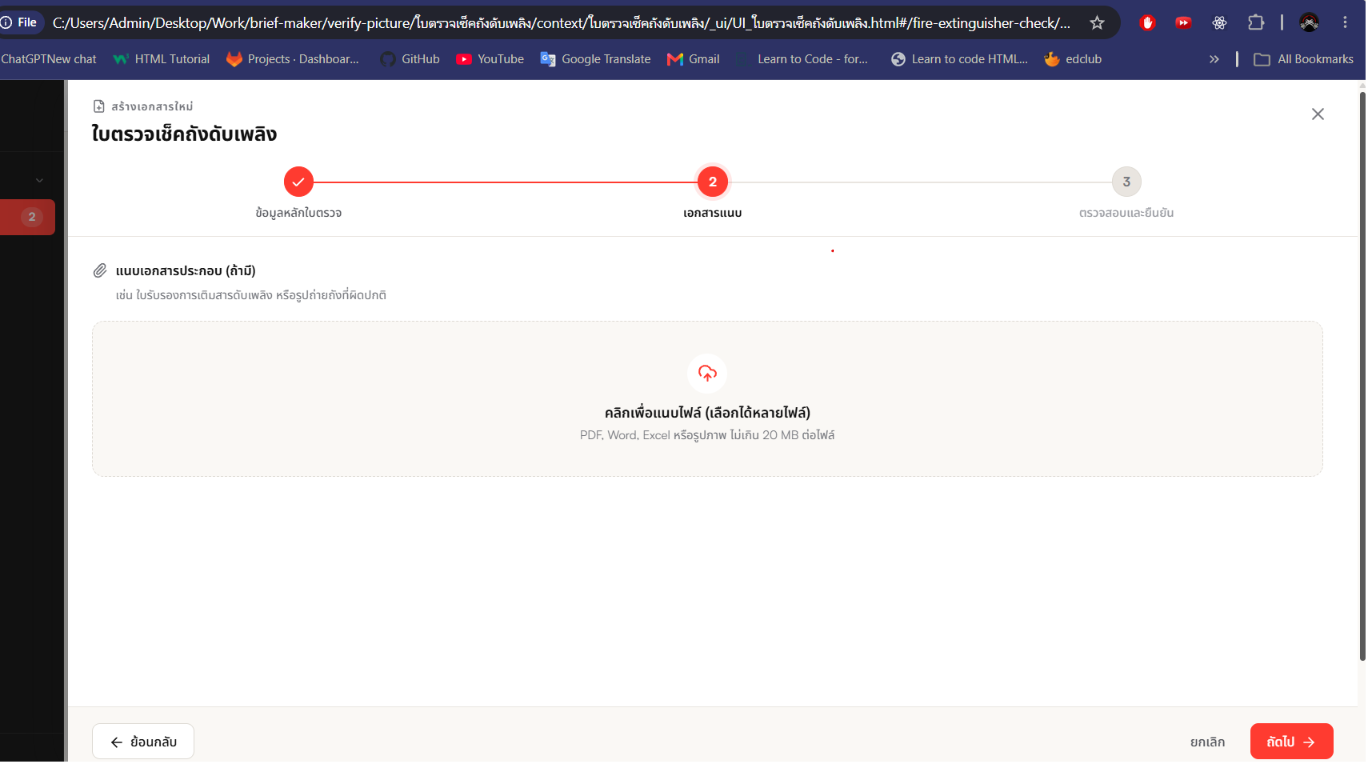 File C:/Users/Admin/Desktop/Work/brief-maker/verify-picture/ใบตรวจเช็คถังดับเพลิง/context/ใบตรวจเช็คถังดับเพลิง/_ui/UI_ใบตรวจเช็คถังดับเพลิง.html#/fire-extinguisher-check/...
ChatGPTNew chat HTML Tutorial Projects · Dashboar... GitHub YouTube Google Translate Gmail Learn to Code - for... Learn to code HTML... edclub » All Bookmarks
สร้างเอกสารใหม่
ใบตรวจเช็คถังดับเพลิง
2 3
ข้อมูลหลักใบตรวจ เอกสารแนบ ตรวจสอบและยืนยัน
2
แนบเอกสารประกอบ (ถ้ามี)
เช่น ใบรับรองการเติมสารดับเพลิง หรือรูปถ่ายถังที่ผิดปกติ
คลิกเพื่อแนบไฟล์ (เลือกได้หลายไฟล์)
PDF, Word, Excel หรือรูปภาพ ไม่เกิน 20 MB ต่อไฟล์
ย้อนกลับ ยกเลิก ถัดไป